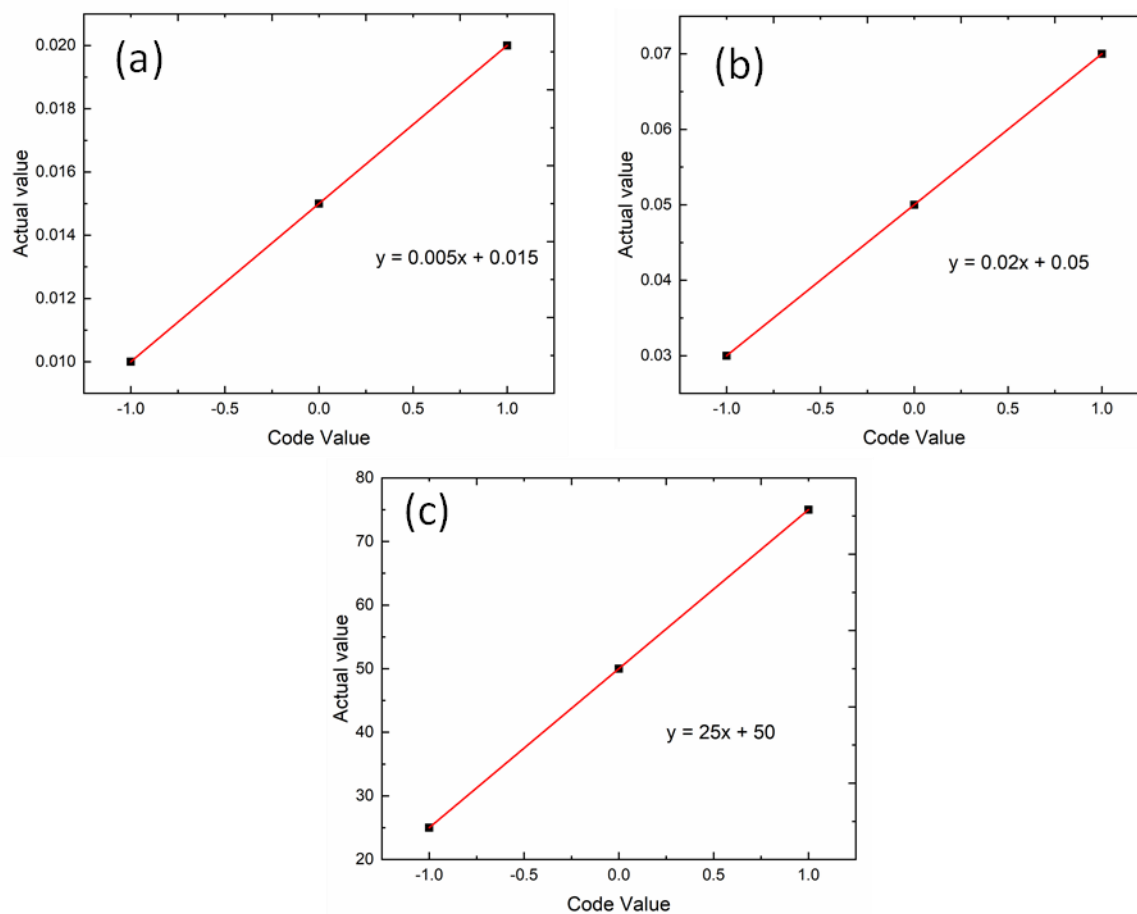 (a)
0.020
0.018
0.016
0.014
0.012
0.010
Actual value
y = 0.005x + 0.015
-1.0 -0.5 0.0 0.5 1.0
Code Value
(b)
0.07
0.06
0.05
0.04
0.03
Actual value
y = 0.02x + 0.05
-1.0 -0.5 0.0 0.5 1.0
Code Value
(c)
80
70
60
50
40
30
20
Actual value
y = 25x + 50
-1.0 -0.5 0.0 0.5 1.0
Code Value